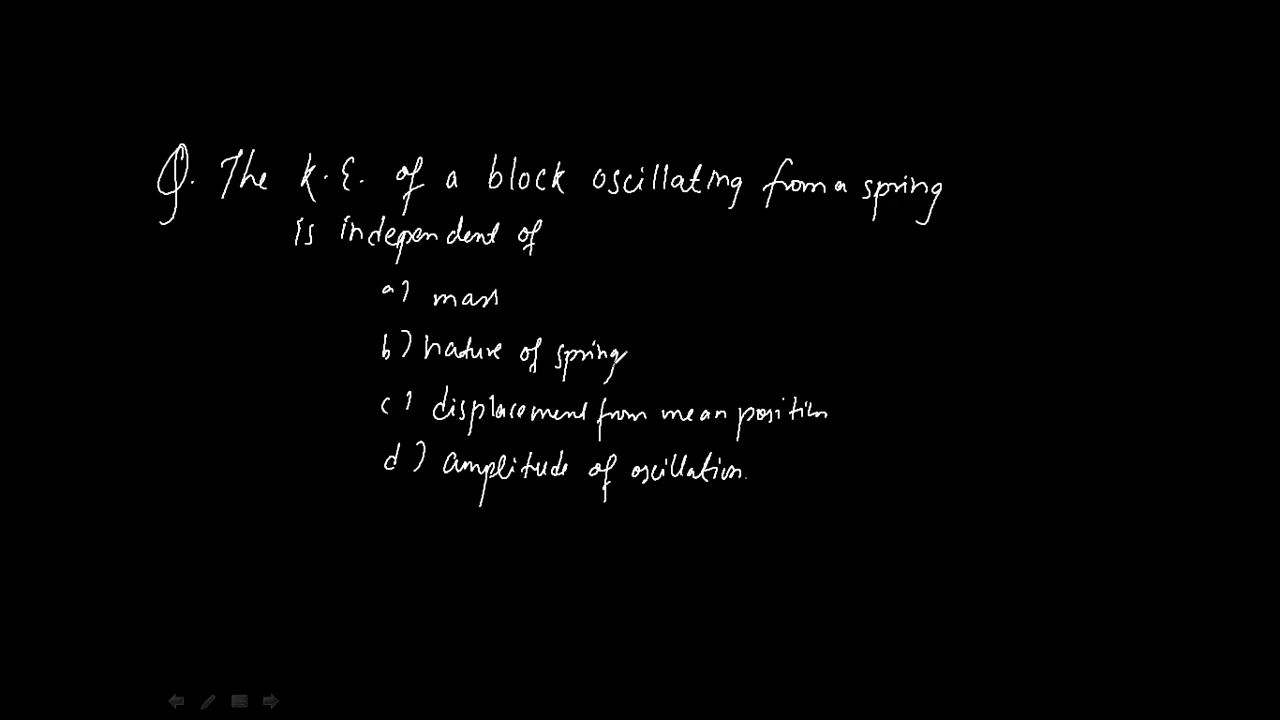 Q. The K.E. of a block oscillating from a spring
is independent of
a) mass
b) nature of spring
c) displacement from mean position
d) amplitude of oscillation.